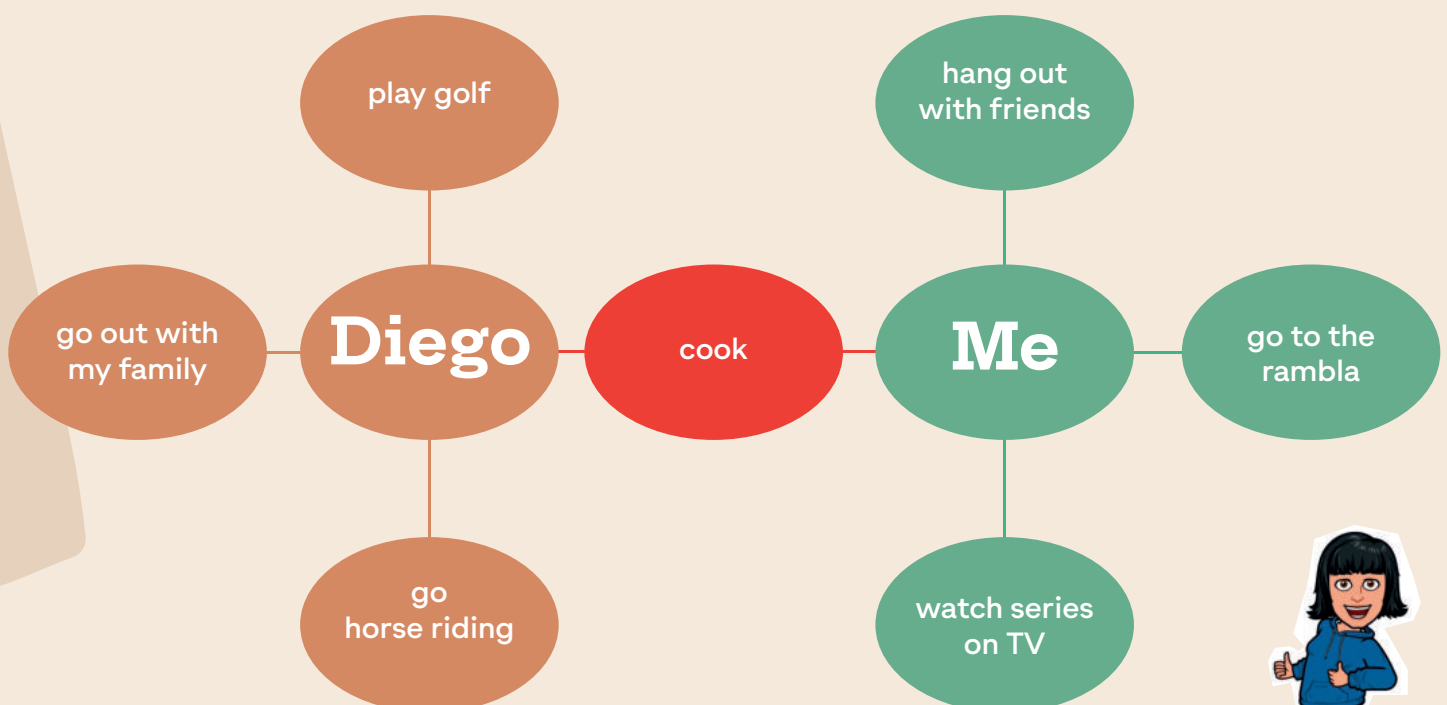 play golf
hang out
with friends
go out with
my family
Diego
cook
Me
go to the
rambla
go
horse riding
watch series
on TV